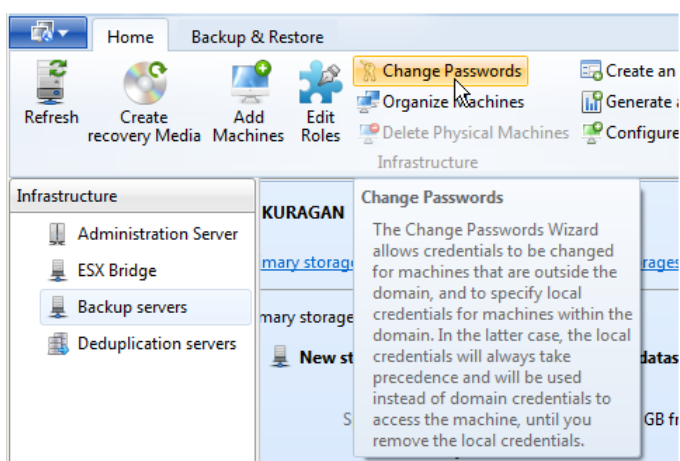 Home
Backup & Restore
Refresh
Create
recovery Media
Add
Machines
Edit
Roles
Change Passwords
Organize Machines
Delete Physical Machines
Create an
Generate
Configure
Infrastructure
Infrastructure
Administration Server
ESX Bridge
Backup servers
Deduplication servers
KURAGAN
mary storag
rages
mary storage
New st
datas
S
GB fr
Change Passwords
The Change Passwords Wizard
allows credentials to be changed
for machines that are outside the
domain, and to specify local
credentials for machines within the
domain. In the latter case, the local
credentials will always take
precedence and will be used
instead of domain credentials to
access the machine, until you
remove the local credentials.